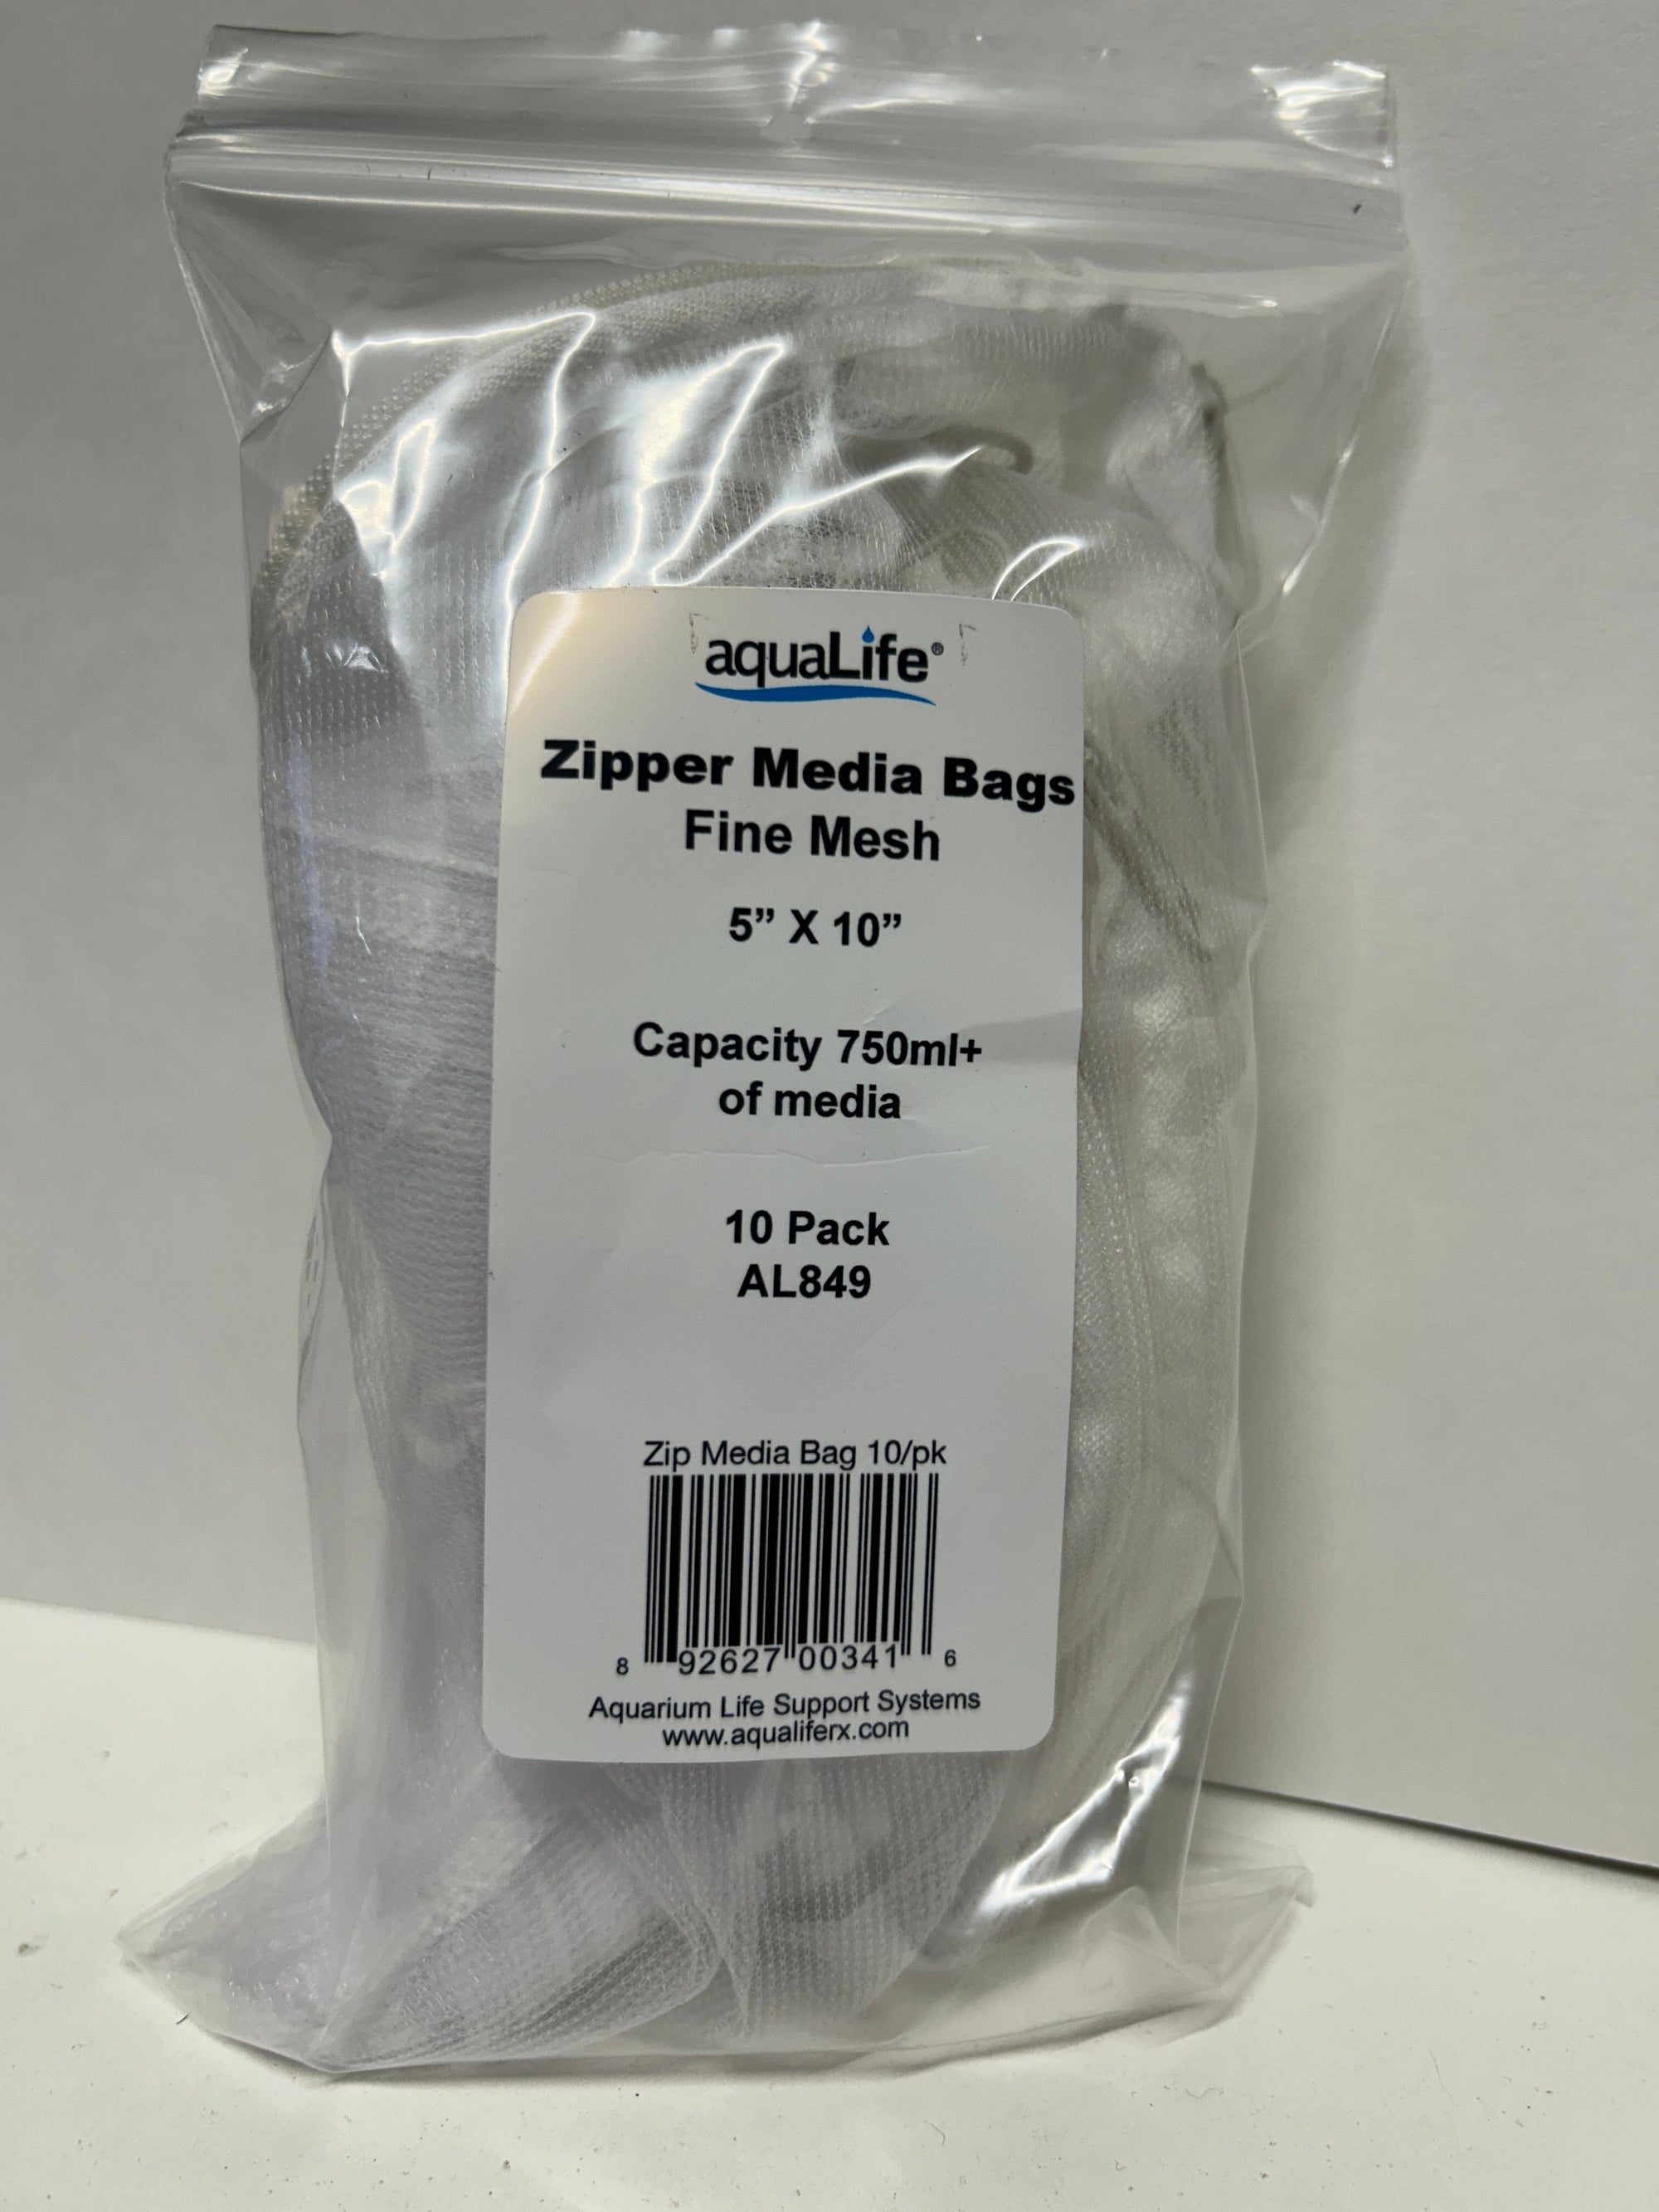 aquaLife®
Zipper Media Bags
Fine Mesh
5” X 10”
Capacity 750ml+
of media
10 Pack
AL849
Zip Media Bag 10/pk
8 92627 00341 6
Aquarium Life Support Systems
www.aqualiferx.com